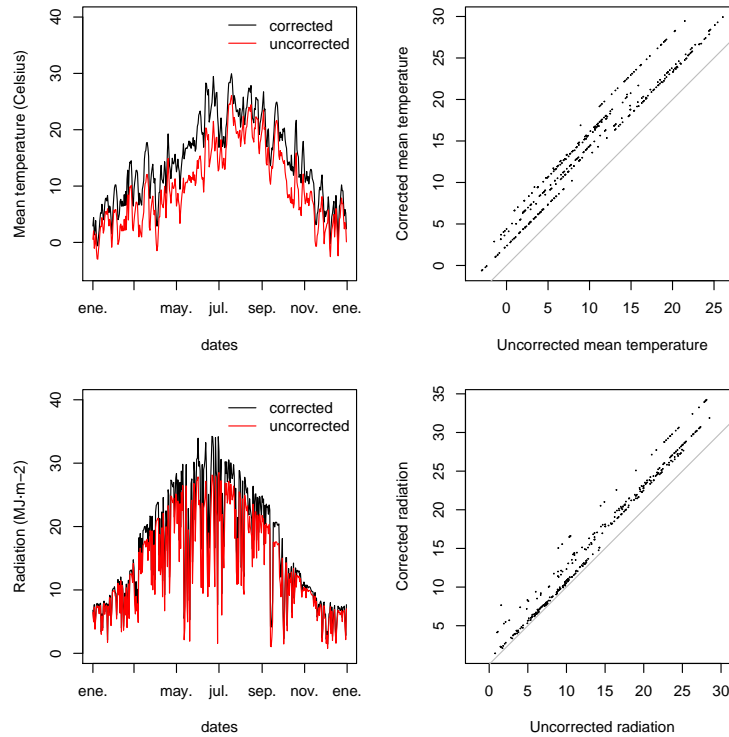 corrected
uncorrected
Mean temperature (Celsius)
40
30
20
10
0
ene.
may.
jul.
sep.
nov.
ene.
dates
Corrected mean temperature
30
25
20
15
10
5
0
0
5
10
15
20
25
Uncorrected mean temperature
corrected
uncorrected
Radiation (MJ·m−2)
40
30
20
10
0
ene.
may.
jul.
sep.
nov.
ene.
dates
Corrected radiation
35
30
25
20
15
10
5
0
5
10
15
20
25
30
Uncorrected radiation